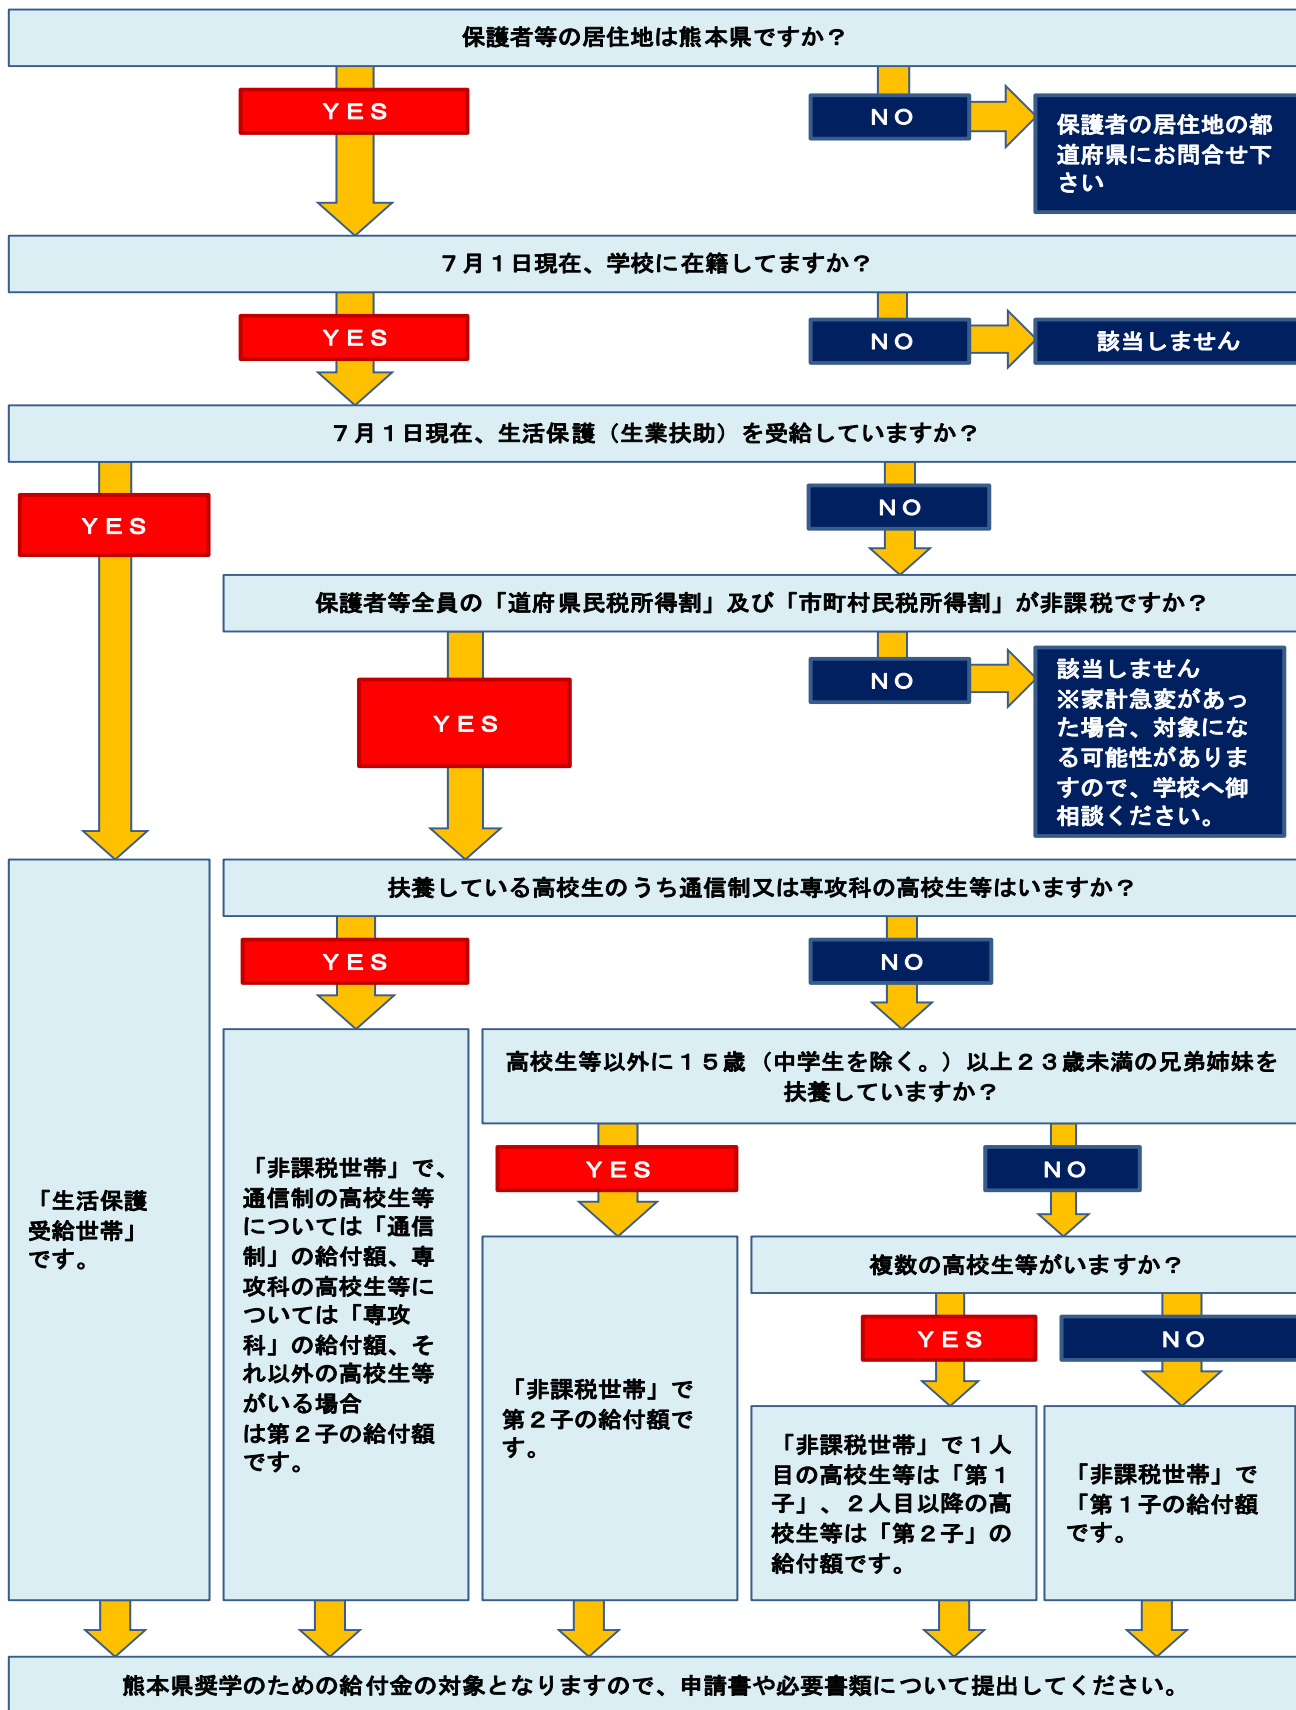 保護者等の居住地は熊本県ですか？
ＹＥＳ
ＮＯ
保護者の居住地の都
道府県にお問合せ下
さい
７月１日現在、学校に在籍してますか？
ＹＥＳ
ＮＯ
該当しません
７月１日現在、生活保護（生業扶助）を受給していますか？
ＹＥＳ
ＮＯ
保護者等全員の「道府県民税所得割」及び「市町村民税所得割」が非課税ですか？
ＹＥＳ
ＮＯ
該当しません
※家計急変があっ
た場合、対象にな
る可能性がありま
すので、学校へ御
相談ください。
扶養している高校生のうち通信制又は専攻科の高校生等はいますか？
ＹＥＳ
ＮＯ
高校生等以外に１５歳（中学生を除く。）以上２３歳未満の兄弟姉妹を
扶養していますか？
ＹＥＳ
ＮＯ
複数の高校生等がいますか？
ＹＥＳ
ＮＯ
「生活保護
受給世帯」
です。
「非課税世帯」で、
通信制の高校生等
については「通信
制」の給付額、専
攻科の高校生等に
ついては「専攻
科」の給付額、そ
れ以外の高校生等
がいる場合
は第２子の給付額
です。
「非課税世帯」で
第２子の給付額で
す。
「非課税世帯」で１人
目の高校生等は「第１
子」、２人目以降の高
校生等は「第２子」の
給付額です。
「非課税世帯」で
「第１子の給付額
です。
熊本県奨学のための給付金の対象となりますので、申請書や必要書類について提出してください。